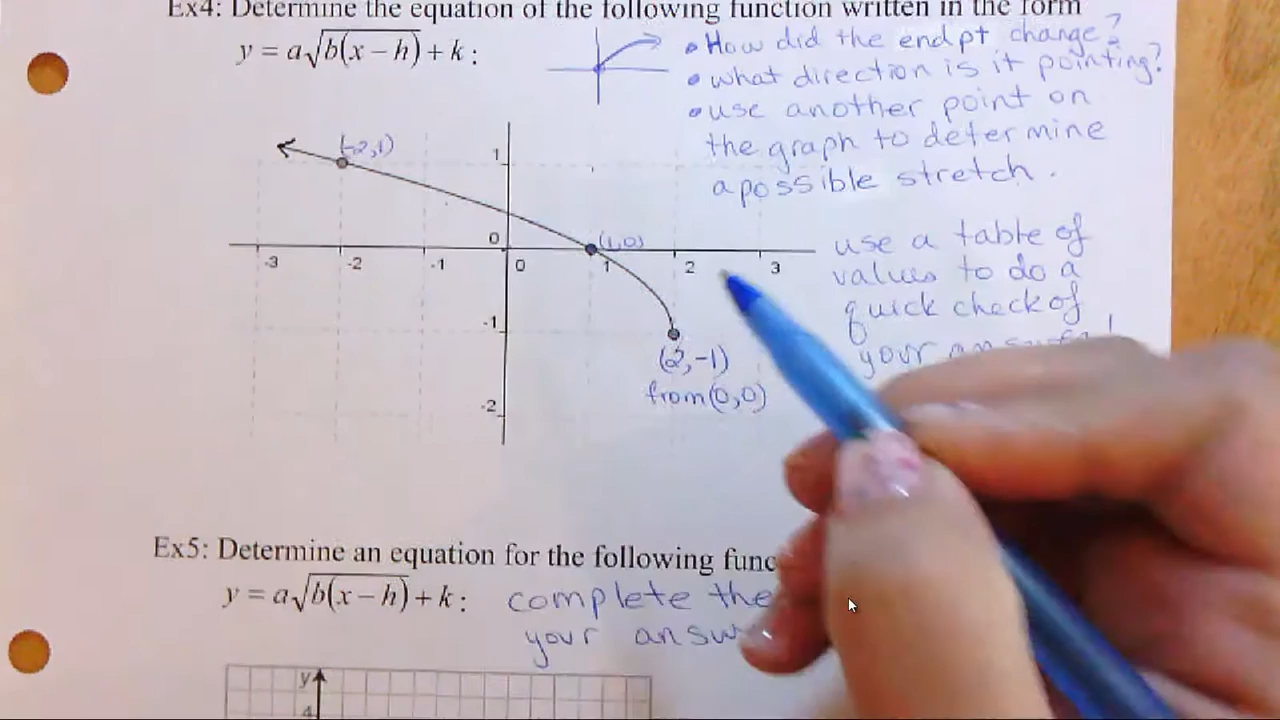 Ex4: Determine the equation of the following function written in the form
y = a√b(x − h) + k :
• How did the endpt change?
• what direction is it pointing?
• use another point on
the graph to determine
a possible stretch.
(-2,1)
1
0
(1,0)
-3 -2 -1 0 1 2 3
use a table of
values to do a
quick check of
your
-1
(2,-1)
from (0,0)
-2
Ex5: Determine an equation for the following func
y = a√b(x − h) + k :
complete the
your answ
y
4